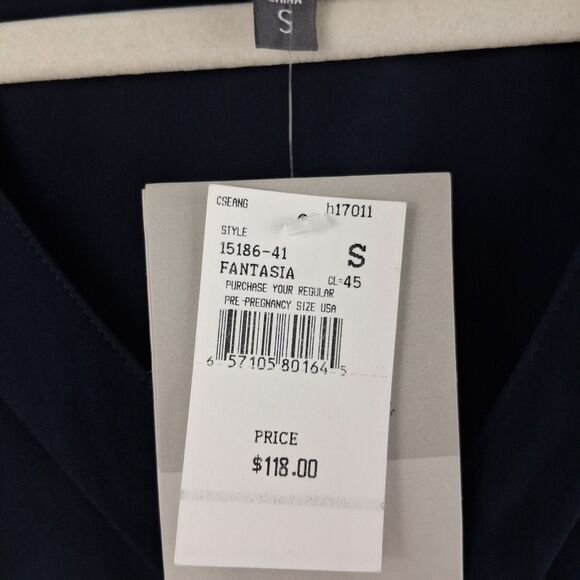 S
CSEANG
h17011
STYLE
15186-41
S
FANTASIA
CL=45
PURCHASE YOUR REGULAR
PRE-PREGNANCY SIZE USA
6 57105 80164 5
PRICE
$118.00